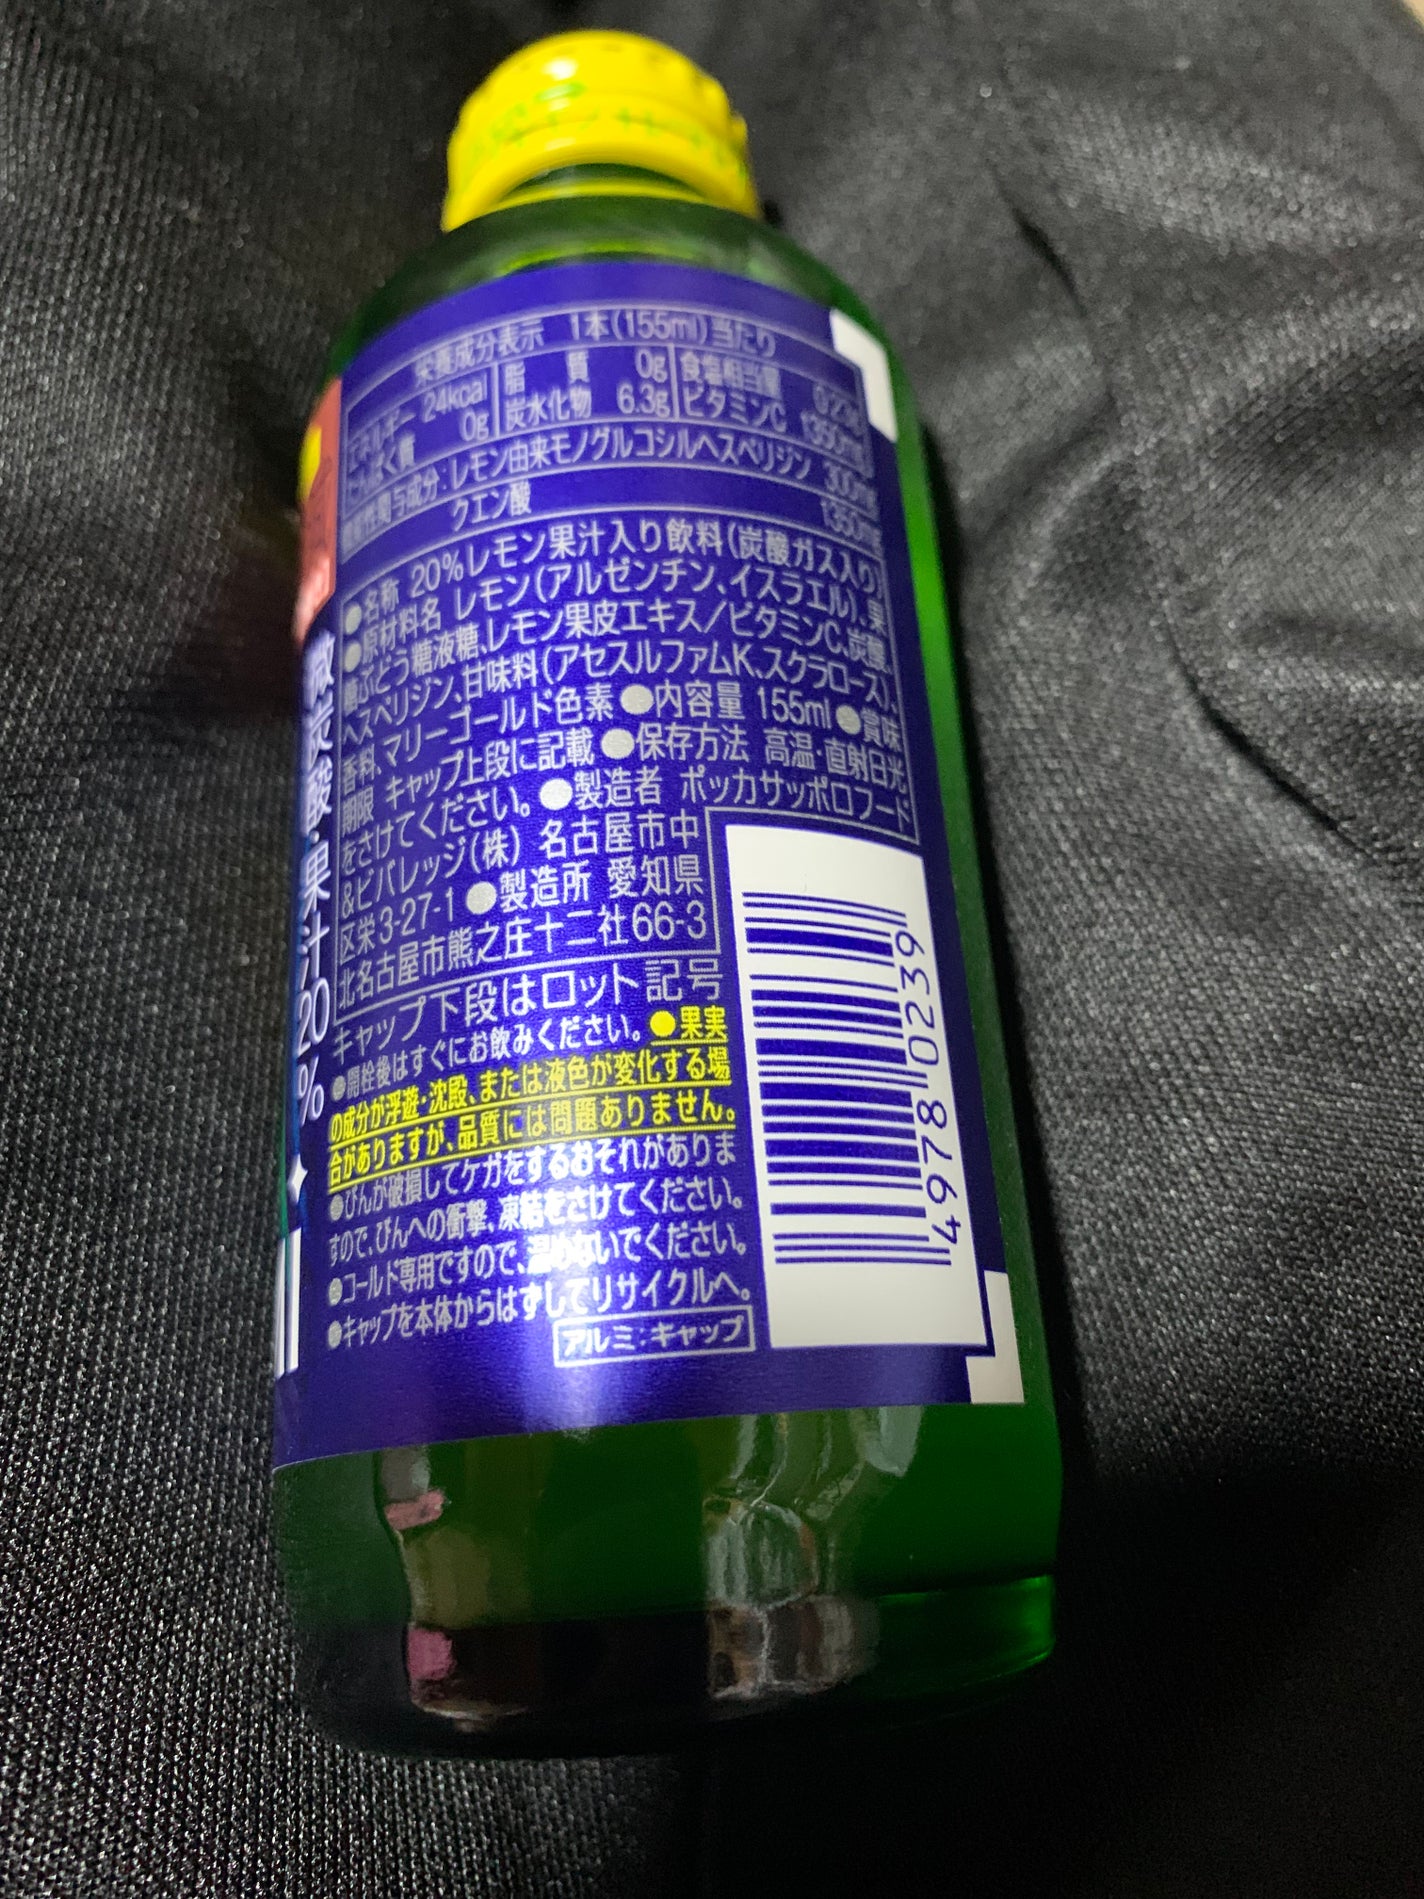 栄養成分表示 1本(155ml)当たり
エネルギー 24kcal 脂質 0g 食塩相当量
たんぱく質 0g 炭水化物 6.3g ビタミンC 1350mg
機能性関与成分：レモン由来モノグルコシルヘスペリジン 300mg
クエン酸 1350mg
●名称 20%レモン果汁入り飲料(炭酸ガス入り)
●原材料名 レモン(アルゼンチン、イスラエル)、果
糖ぶどう糖液糖、レモン果皮エキス/ビタミンC、炭酸、
ヘスペリジン、甘味料(アセスルファムK、スクラロース)、
香料、マリーゴールド色素 ●内容量 155ml ●賞味
期限 キャップ上段に記載 ●保存方法 高温・直射日光
をさけてください。 ●製造者 ポッカサッポロフード
&ビバレッジ(株) 名古屋市中
区栄3-27-1 ●製造所 愛知県
北名古屋市熊之庄十二社66-3
キャップ下段はロット記号
●開栓後はすぐにお飲みください。●果実
の成分が浮遊・沈殿、または液色が変化する場
合がありますが、品質には問題ありません。
●びんが破損してケガをするおそれがありま
すので、びんへの衝撃、凍結をさけてください。
●コールド専用ですので、温めないでください。
●キャップを本体からはずしてリサイクルへ。
アルミ：キャップ
4978 0239
微炭酸・果汁20%